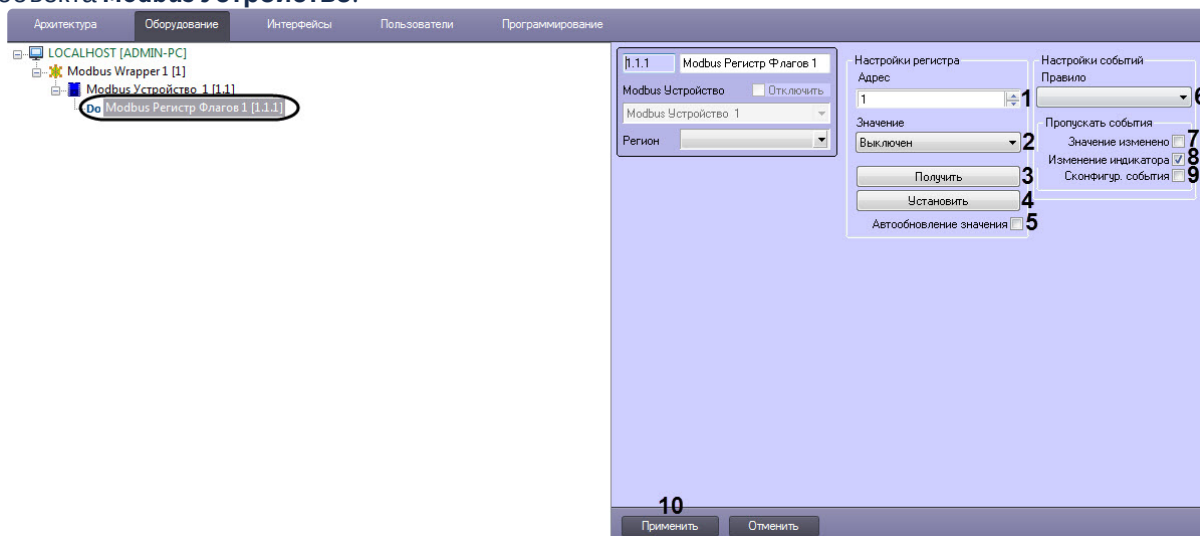 объекта Modbus Устройство.
Архитектура Оборудование Интерфейсы Пользователи Программирование
LOCALHOST [ADMIN-PC]
Modbus Wrapper 1 [1]
Modbus Устройство 1 [1.1]
Do Modbus Регистр Флагов 1 [1.1.1]
1.1.1 Modbus Регистр Флагов 1
Modbus Устройство Отключить
Modbus Устройство 1
Регион
Настройки регистра
Адрес
1 1
Значение
Выключен 2
Получить 3
Установить 4
Автообновление значения 5
Настройки событий
Правило
6
Пропускать события
Значение изменено 7
Изменение индикатора 8
Сконфигур. события 9
10
Применить Отменить